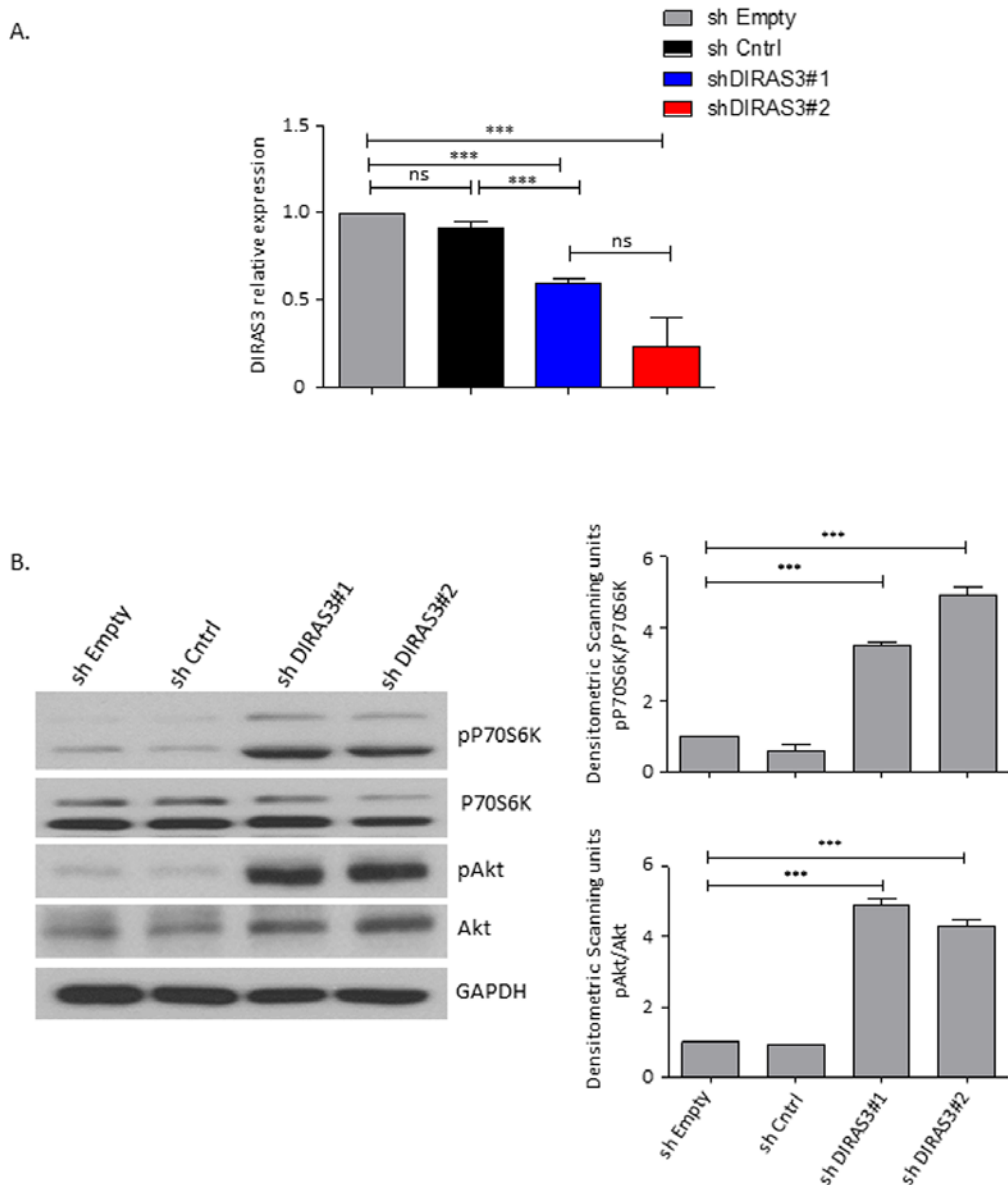 A.
sh Empty
sh Cntrl
shDIRAS3#1
shDIRAS3#2
DIRAS3 relative expression
1.5
1.0
0.5
0
***
***
ns
***
ns
B.
sh Empty
sh Cntrl
sh DIRAS3#1
sh DIRAS3#2
pP70S6K
P70S6K
pAkt
Akt
GAPDH
Densitometric Scanning units
pP70S6K/P70S6K
6
4
2
0
***
***
Densitometric Scanning units
pAkt/Akt
6
4
2
0
***
***
sh Empty
sh Cntrl
sh DIRAS3#1
sh DIRAS3#2